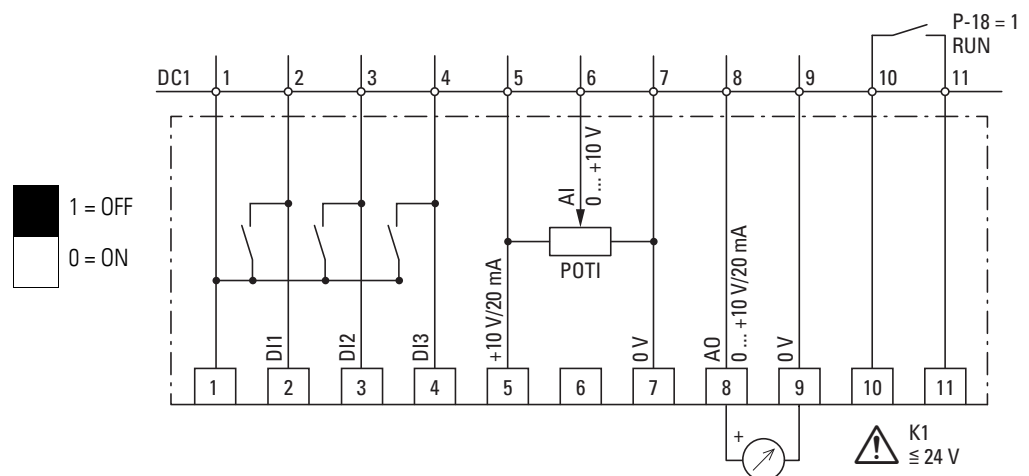 P-18 = 1
RUN
DC1 1 2 3 4 5 6 7 8 9 10 11
1 = OFF
0 = ON
AI
0 ... +10 V
POTI
DI1
DI2
DI3
+10 V/20 mA
0 V
AO
0 ... +10 V/20 mA
0 V
1 2 3 4 5 6 7 8 9 10 11
+
K1
≦ 24 V